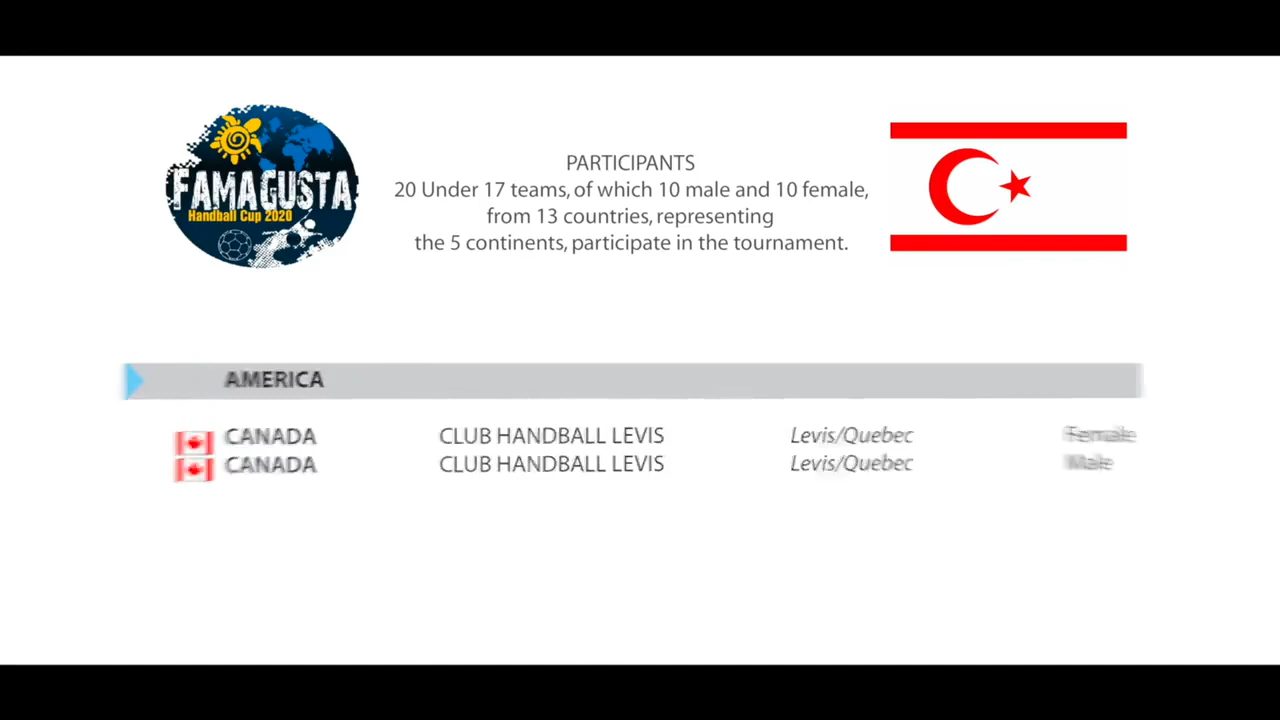 FAMAGUSTA
Handball Cup 2020
PARTICIPANTS
20 Under 17 teams, of which 10 male and 10 female,
from 13 countries, representing
the 5 continents, participate in the tournament.
AMERICA
CANADA CLUB HANDBALL LEVIS Levis/Quebec Female
CANADA CLUB HANDBALL LEVIS Levis/Quebec Male